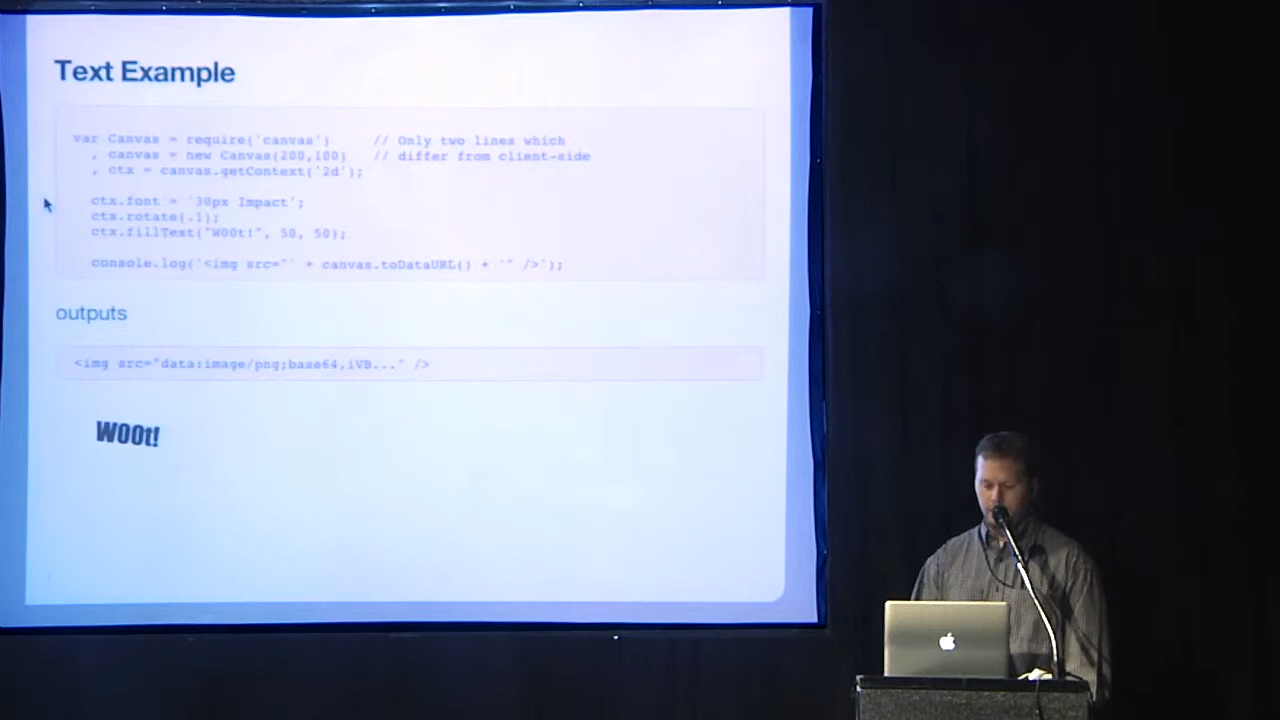 Text Example
var Canvas = require('canvas')     // Only two lines which
  , canvas = new Canvas(200,100)   // differ from client-side
  , ctx = canvas.getContext('2d');
  ctx.font = '30px Impact';
  ctx.rotate(.1);
  ctx.fillText("W00t!", 50, 50);
  console.log('<img src="' + canvas.toDataURL() + '" />');
outputs
<img src="data:image/png;base64,iVB..." />
W00t!